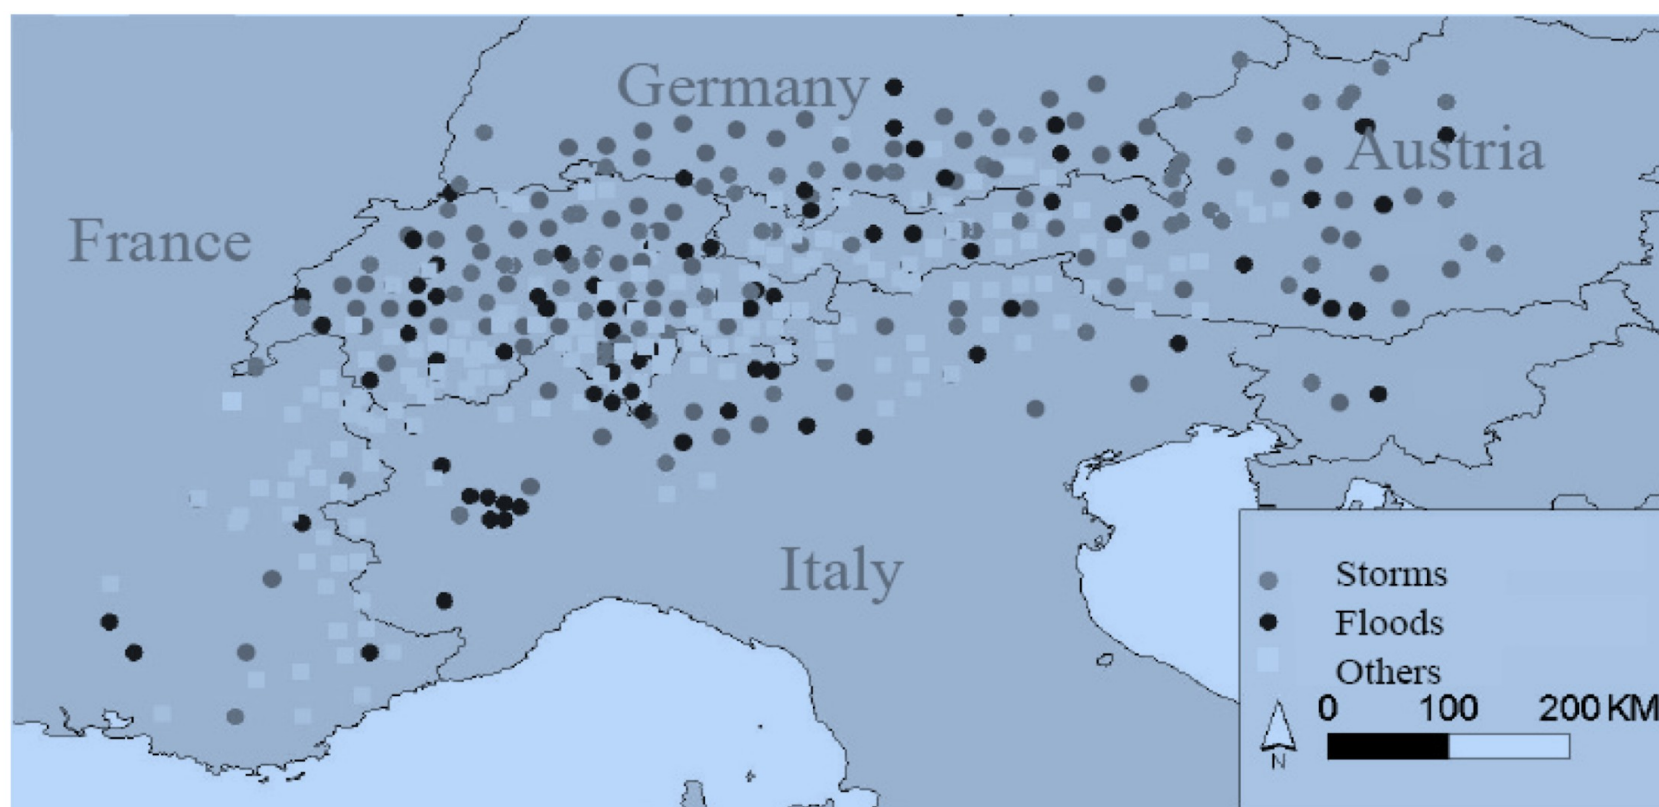 Germany
Austria
France
Italy
Storms
Floods
Others
0 100 200 KM
N